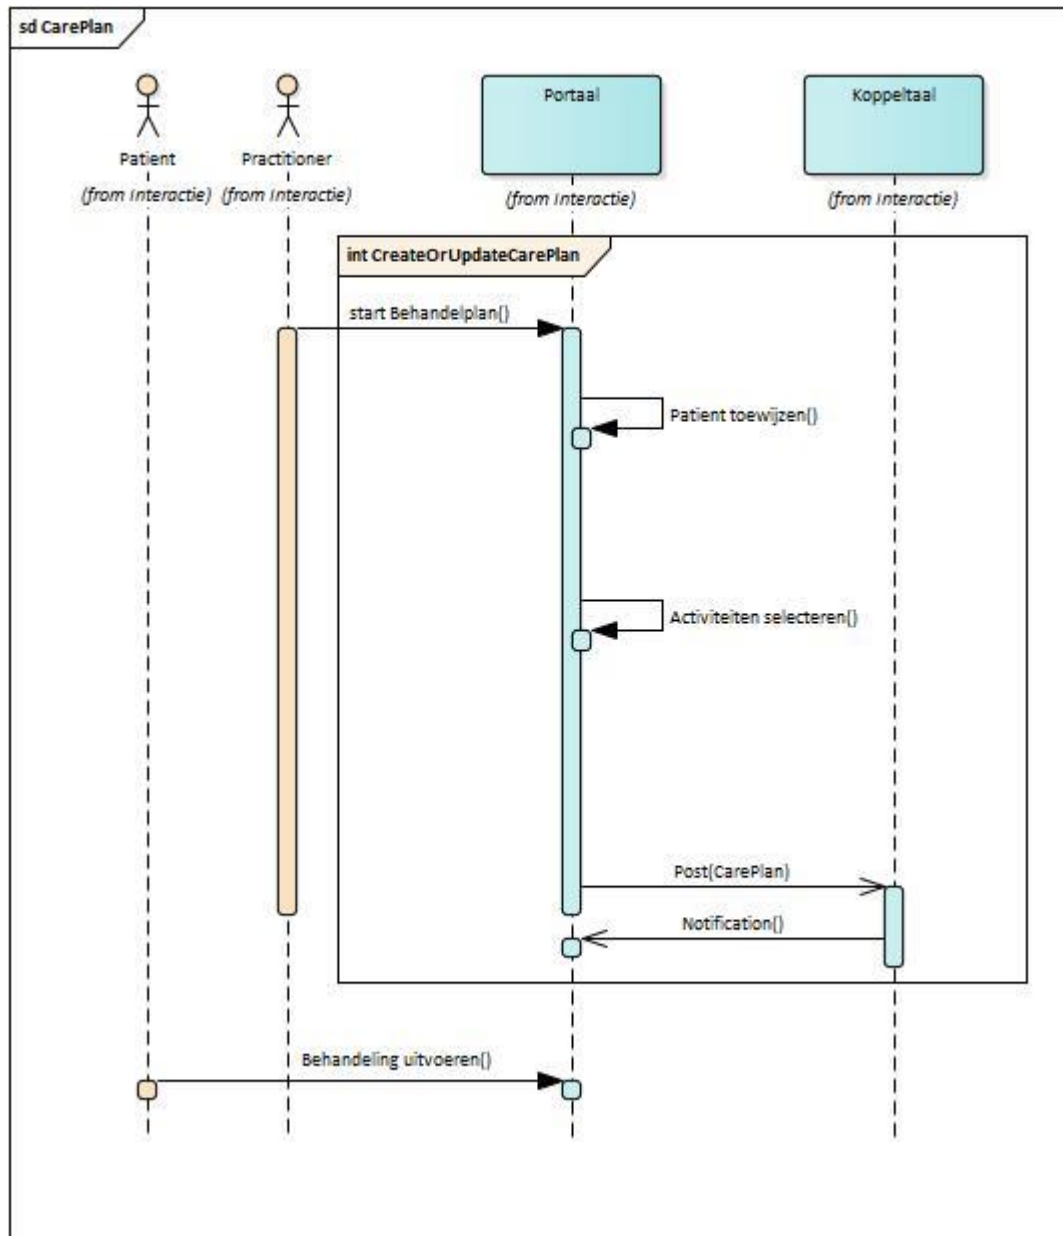 sd CarePlan
Portaal
Koppeltaal
Patient
Practitioner
(from Interactie)
(from Interactie)
(from Interactie)
(from Interactie)
int CreateOrUpdateCarePlan
start Behandelplan()
Patient toewijzen()
Activiteiten selecteren()
Post(CarePlan)
Notification()
Behandeling uitvoeren()